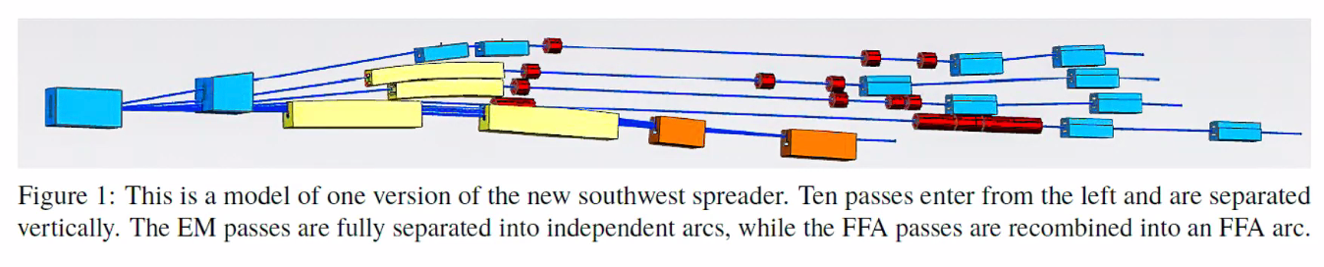 Figure 1: This is a model of one version of the new southwest spreader. Ten passes enter from the left and are separated
vertically. The EM passes are fully separated into independent arcs, while the FFA passes are recombined into an FFA arc.